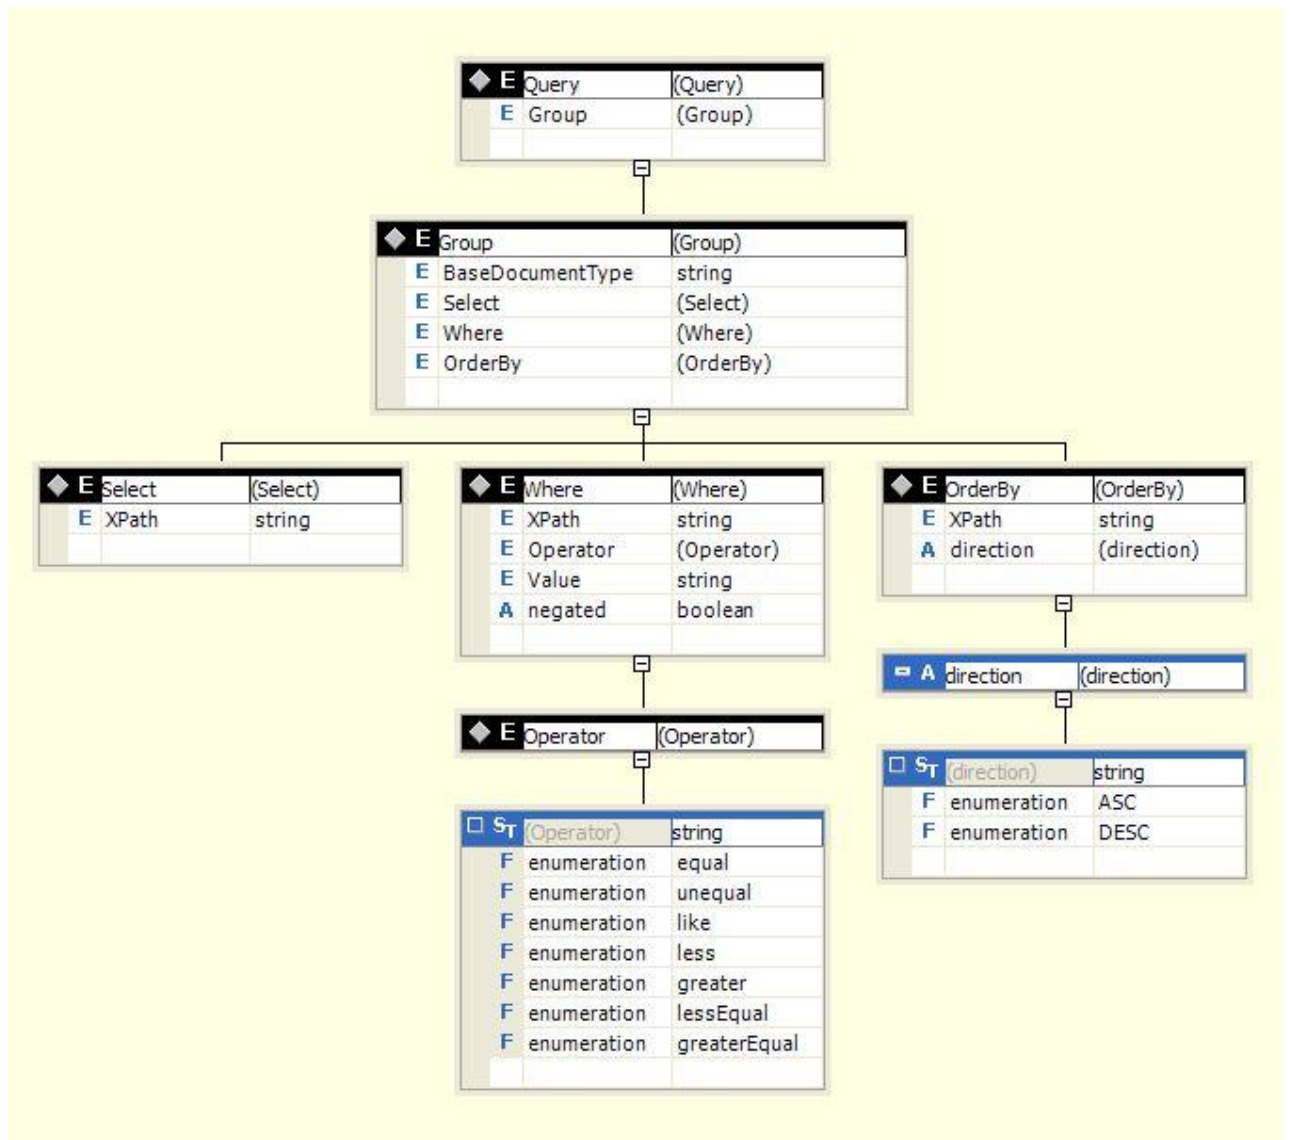 E Query (Query)
E Group (Group)
E Group (Group)
E BaseDocumentType string
E Select (Select)
E Where (Where)
E OrderBy (OrderBy)
E Select (Select)
E XPath string
E Where (Where)
E XPath string
E Operator (Operator)
E Value string
A negated boolean
E Operator (Operator)
ST (Operator) string
F enumeration equal
F enumeration unequal
F enumeration like
F enumeration less
F enumeration greater
F enumeration lessEqual
F enumeration greaterEqual
E OrderBy (OrderBy)
E XPath string
A direction (direction)
A direction (direction)
ST (direction) string
F enumeration ASC
F enumeration DESC